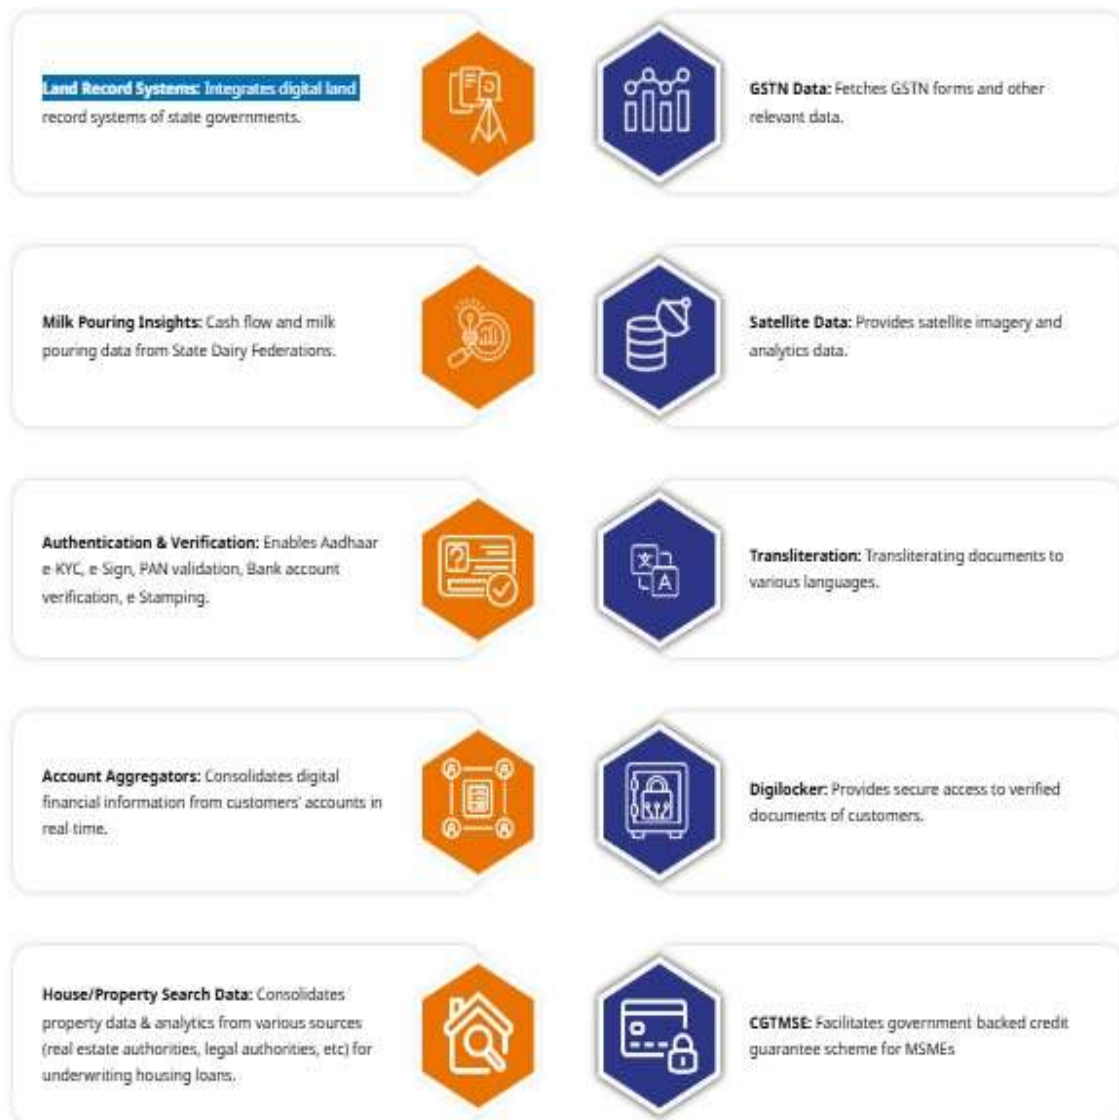 Land Record Systems: Integrates digital land
record systems of state governments.
GSTN Data: Fetches GSTN forms and other
relevant data.
Milk Pouring Insights: Cash flow and milk
pouring data from State Dairy Federations.
Satellite Data: Provides satellite imagery and
analytics data.
Authentication & Verification: Enables Aadhaar
e KYC, e Sign, PAN validation, Bank account
verification, e Stamping.
Transliteration: Transliterating documents to
various languages.
文
A
Account Aggregators: Consolidates digital
financial information from customers' accounts in
real time.
Digilocker: Provides secure access to verified
documents of customers.
House/Property Search Data: Consolidates
property data & analytics from various sources
(real estate authorities, legal authorities, etc) for
underwriting housing loans.
CGTMSE: Facilitates government backed credit
guarantee scheme for MSMEs